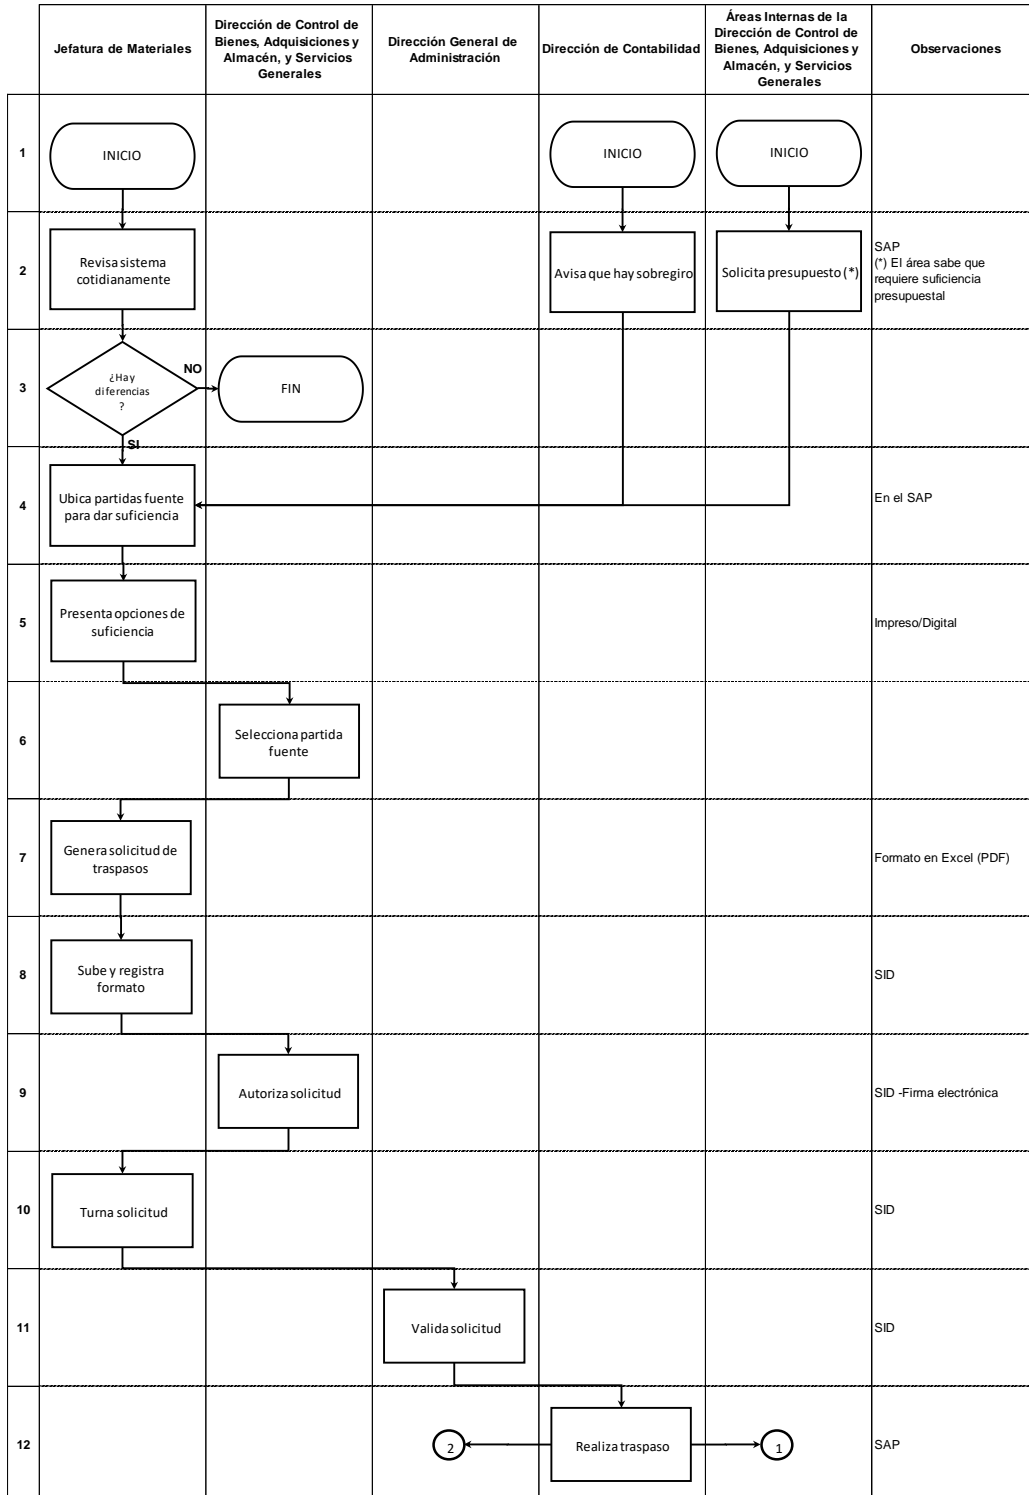 Jefatura de Materiales
Dirección de Control de
Bienes, Adquisiciones y
Almacén, y Servicios
Generales
Dirección General de
Administración
Dirección de Contabilidad
Áreas Internas de la
Dirección de Control de
Bienes, Adquisiciones y
Almacén, y Servicios
Generales
Observaciones
1
INICIO
INICIO
INICIO
2
Revisa sistema
cotidianamente
Avisa que hay sobregiro
Solicita presupuesto (*)
SAP
(*) El área sabe que
requiere suficiencia
presupuestal
3
¿Hay
diferencias
?
NO
FIN
SI
4
Ubica partidas fuente
para dar suficiencia
En el SAP
5
Presenta opciones de
suficiencia
Impreso/Digital
6
Selecciona partida
fuente
7
Genera solicitud de
traspasos
Formato en Excel (PDF)
8
Sube y registra
formato
SID
9
Autoriza solicitud
SID -Firma electrónica
10
Turna solicitud
SID
11
Valida solicitud
SID
12
2
Realiza traspaso
1
SAP